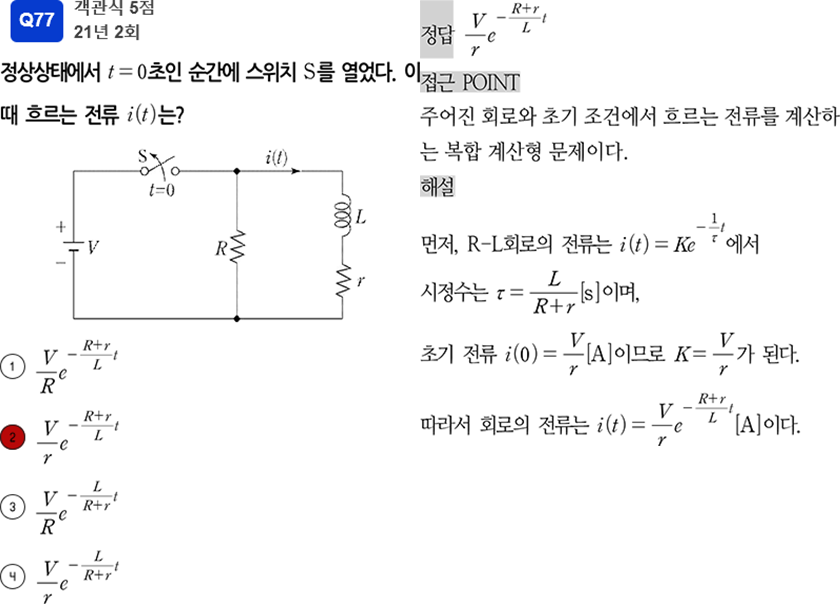 Q77 객관식 5점
21년 2회
정상상태에서 t = 0초인 순간에 스위치 S를 열었다. 이
때 흐르는 전류 i(t)는?
S
t=0
i(t)
+
V
−
R
L
r
① \frac{V}{R}e^{-\frac{R+r}{L}t}
② \frac{V}{r}e^{-\frac{R+r}{L}t}
③ \frac{V}{R}e^{-\frac{L}{R+r}t}
④ \frac{V}{r}e^{-\frac{L}{R+r}t}
정답 \frac{V}{r}e^{-\frac{R+r}{L}t}
접근 POINT
주어진 회로와 초기 조건에서 흐르는 전류를 계산하
는 복합 계산형 문제이다.
해설
먼저, R-L회로의 전류는 i(t) = Ke^{-\frac{1}{τ}t}에서
시정수는 τ = \frac{L}{R+r}[s]이며,
초기 전류 i(0) = \frac{V}{r}[A]이므로 K = \frac{V}{r}가 된다.
따라서 회로의 전류는 i(t) = \frac{V}{r}e^{-\frac{R+r}{L}t}[A]이다.